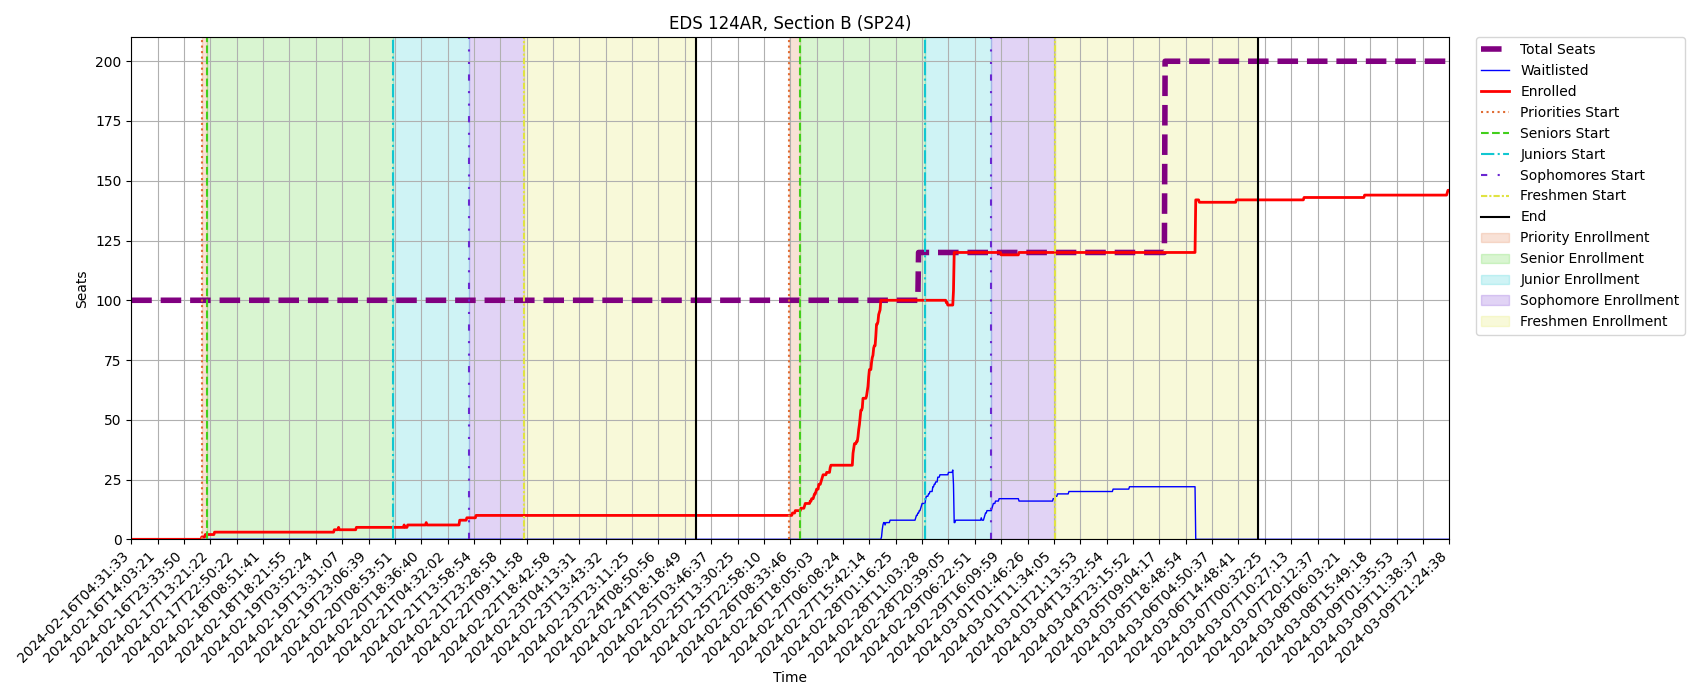 EDS 124AR, Section B (SP24)
Seats
200
175
150
125
100
75
50
25
0
2024-02-16T04:31:33
2024-02-16T14:03:21
2024-02-16T23:33:50
2024-02-17T13:21:22
2024-02-17T22:50:22
2024-02-18T08:51:41
2024-02-18T18:21:55
2024-02-19T03:52:24
2024-02-19T13:31:07
2024-02-19T23:06:39
2024-02-20T08:53:51
2024-02-20T18:36:40
2024-02-21T04:32:02
2024-02-21T13:58:54
2024-02-21T23:28:58
2024-02-22T09:11:58
2024-02-22T18:42:58
2024-02-23T04:13:31
2024-02-23T13:43:32
2024-02-23T23:11:25
2024-02-24T08:50:56
2024-02-24T18:18:49
2024-02-25T03:46:37
2024-02-25T13:30:25
2024-02-25T22:58:10
2024-02-26T08:33:46
2024-02-26T18:05:03
2024-02-27T06:08:24
2024-02-27T15:42:14
2024-02-28T01:16:25
2024-02-28T11:03:28
2024-02-28T20:39:05
2024-02-29T06:22:51
2024-02-29T16:09:59
2024-03-01T01:46:26
2024-03-01T11:34:05
2024-03-01T21:13:53
2024-03-04T18:32:54
2024-03-04T23:15:52
2024-03-05T09:04:17
2024-03-05T18:48:54
2024-03-06T04:50:37
2024-03-06T14:48:41
2024-03-07T00:32:25
2024-03-07T10:27:13
2024-03-07T20:12:37
2024-03-08T06:03:21
2024-03-08T15:49:18
2024-03-09T01:35:53
2024-03-09T11:38:37
2024-03-09T21:24:38
Time
Total Seats
Waitlisted
Enrolled
Priorities Start
Seniors Start
Juniors Start
Sophomores Start
Freshmen Start
End
Priority Enrollment
Senior Enrollment
Junior Enrollment
Sophomore Enrollment
Freshmen Enrollment